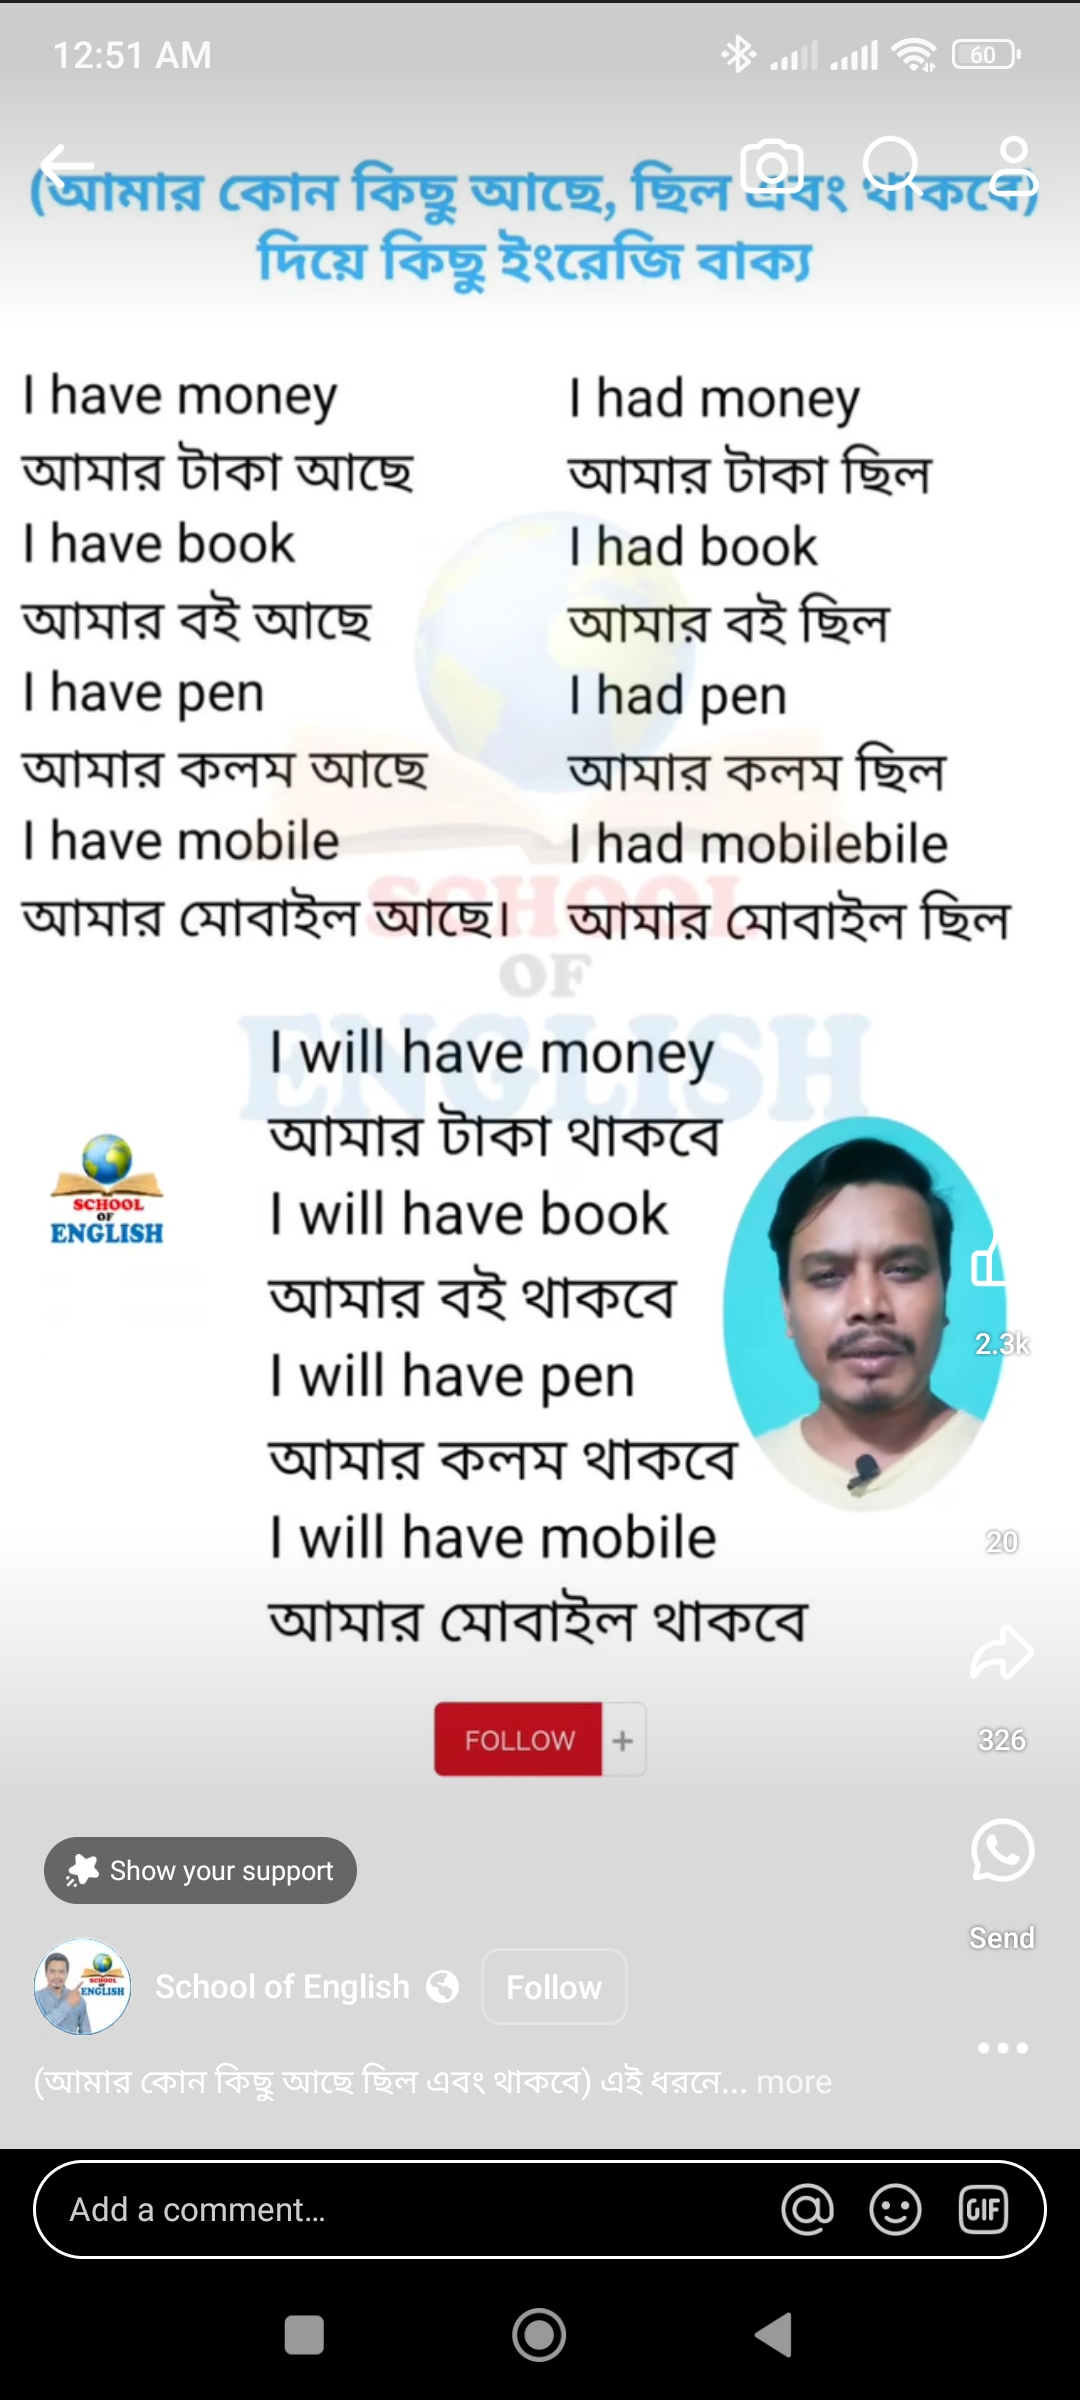 12:51 AM
60
(আমার কোন কিছু আছে, ছিল এবং থাকবে)
দিয়ে কিছু ইংরেজি বাক্য
I have money
আমার টাকা আছে
I have book
আমার বই আছে
I have pen
আমার কলম আছে
I have mobile
আমার মোবাইল আছে।
I had money
আমার টাকা ছিল
I had book
আমার বই ছিল
I had pen
আমার কলম ছিল
I had mobilebile
আমার মোবাইল ছিল
SCHOOL
OF
ENGLISH
I will have money
আমার টাকা থাকবে
I will have book
আমার বই থাকবে
I will have pen
আমার কলম থাকবে
I will have mobile
আমার মোবাইল থাকবে
SCHOOL
OF
ENGLISH
2.3k
20
326
Send
FOLLOW +
Show your support
SCHOOL
OF
ENGLISH
School of English
Follow
(আমার কোন কিছু আছে ছিল এবং থাকবে) এই ধরনে... more
Add a comment...
GIF